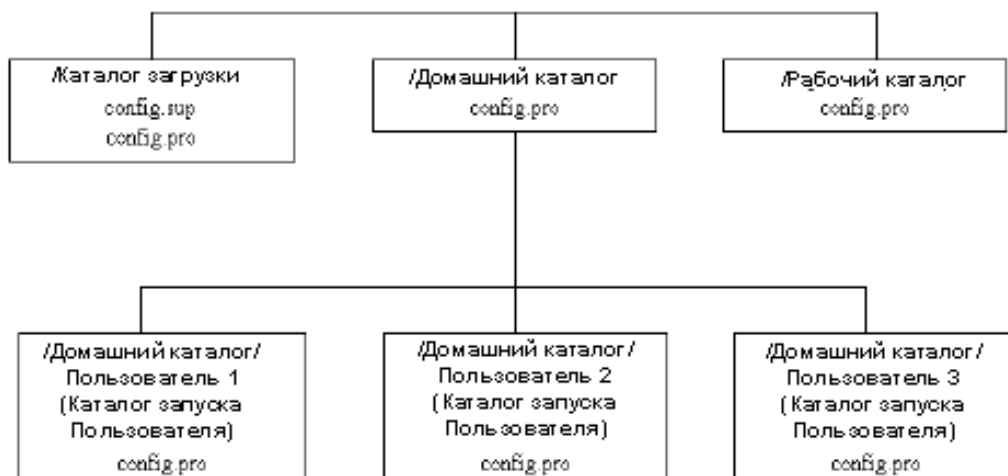 /Каталог загрузки
config.sup
config.pro
/Домашний каталог
config.pro
/Рабочий каталог
config.pro
/Домашний каталог/
Пользователь 1
(Каталог запуска
Пользователя)
config.pro
/Домашний каталог/
Пользователь 2
(Каталог запуска
Пользователя)
config.pro
/Домашний каталог/
Пользователь 3
(Каталог запуска
Пользователя)
config.pro